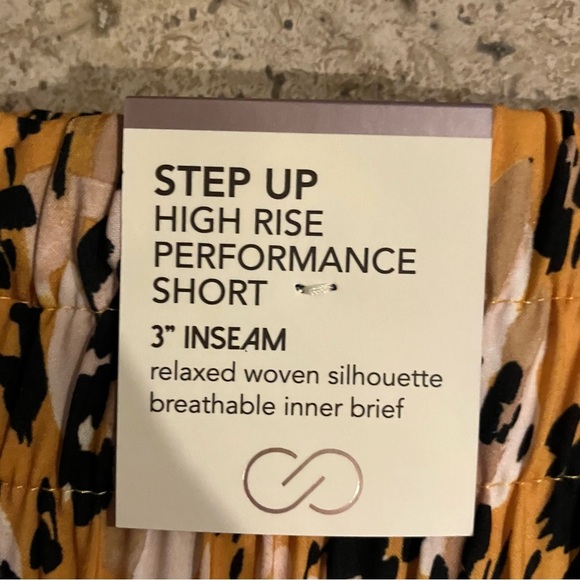 STEP UP
HIGH RISE
PERFORMANCE
SHORT
3" INSEAM
relaxed woven silhouette
breathable inner brief